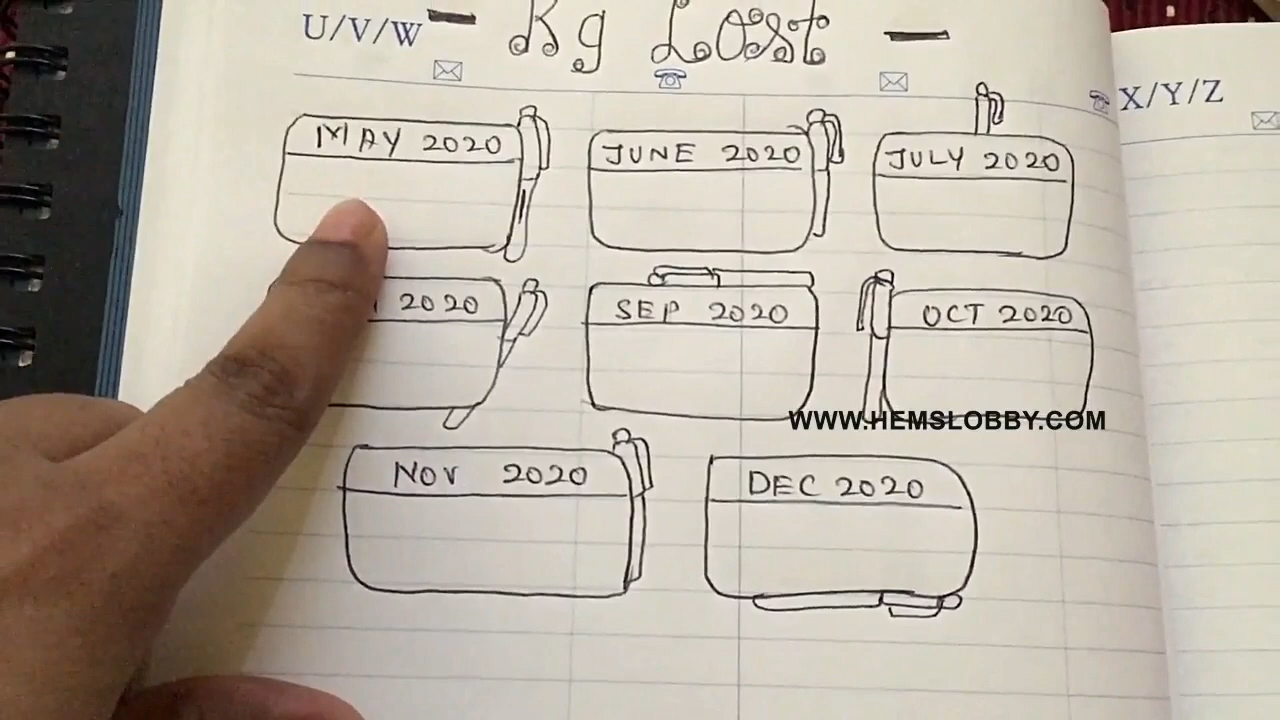 U/V/W
- Kg Lost -
X/Y/Z
MAY 2020
JUNE 2020
JULY 2020
2020
SEP 2020
OCT 2020
WWW.HEMSLOBBY.COM
NOV 2020
DEC 2020